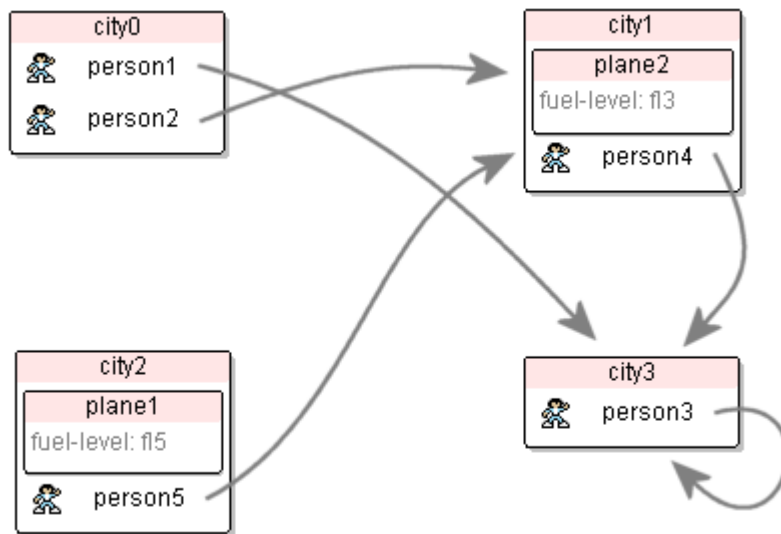 city0
person1
person2
city1
plane2
fuel-level: fl3
person4
city2
plane1
fuel-level: fl5
person5
city3
person3